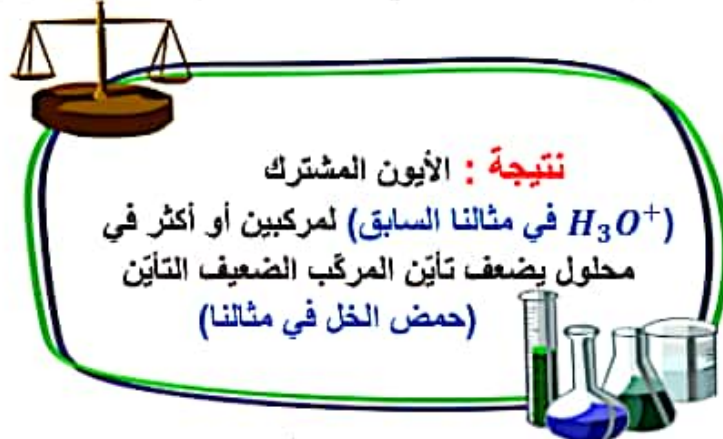 نتيجة : الأيون المشترك
(H₃O⁺ في مثالنا السابق) لمركبين أو أكثر في
محلول يضعف تأيّن المركّب الضعيف التأيّن
(حمض الخل في مثالنا)